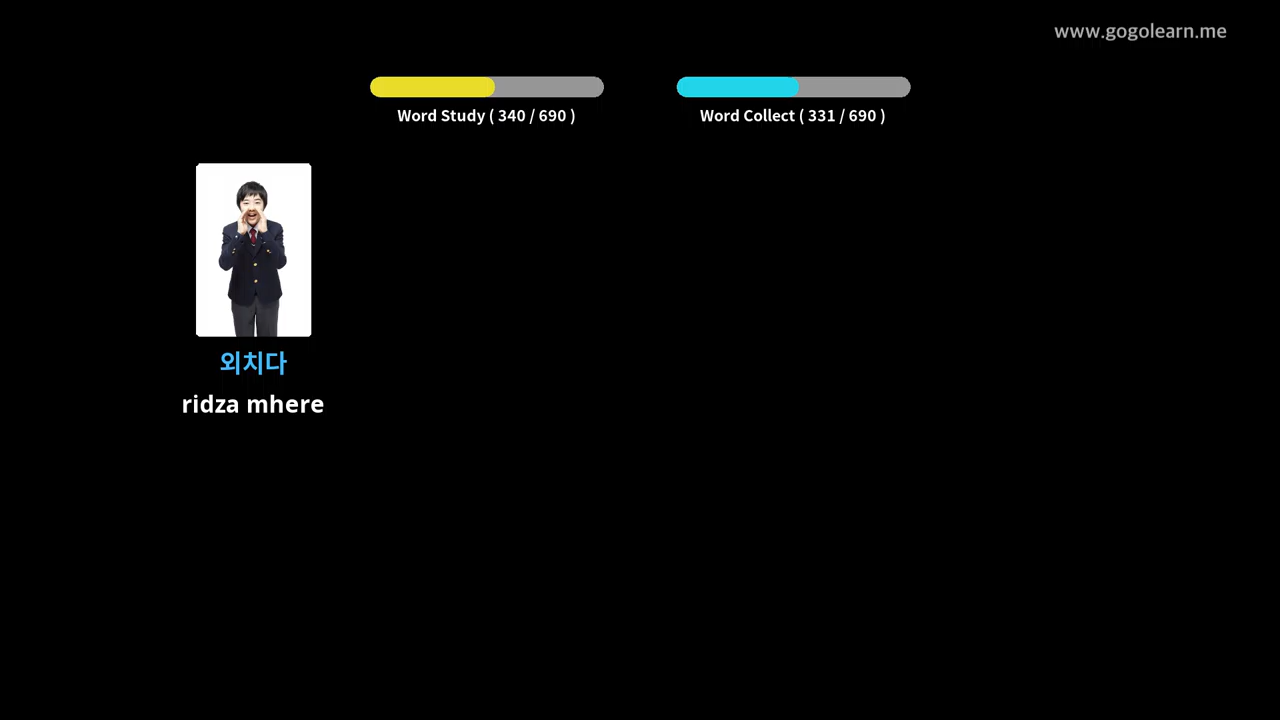 www.gogolearn.me
Word Study ( 340 / 690 )
Word Collect ( 331 / 690 )
외치다
ridza mhere